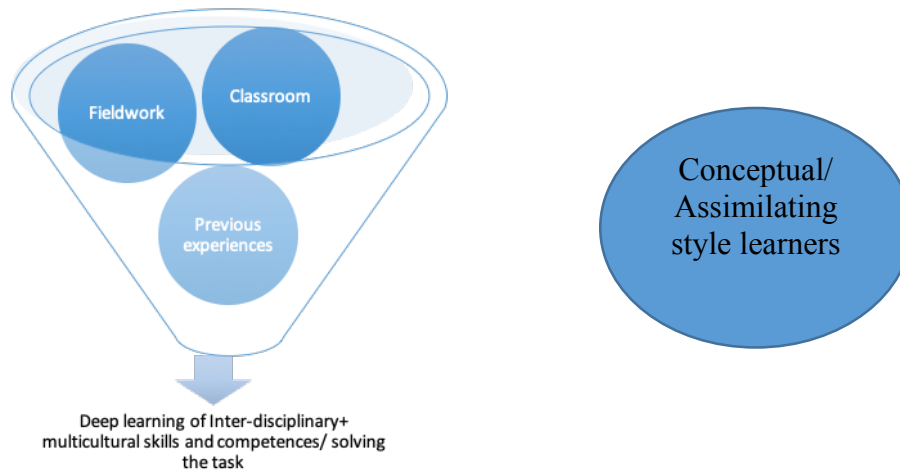 Fieldwork
Classroom
Previous
experiences
Deep learning of Inter-disciplinary+
multicultural skills and competences/ solving
the task
Conceptual/
Assimilating
style learners